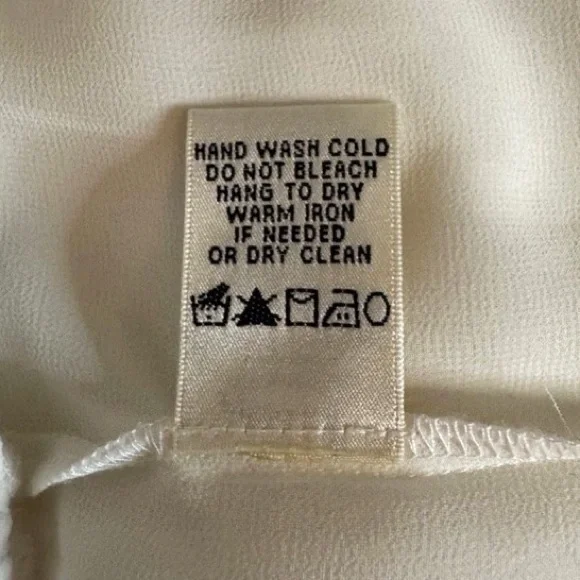 HAND WASH COLD
DO NOT BLEACH
HANG TO DRY
WARM IRON
IF NEEDED
OR DRY CLEAN